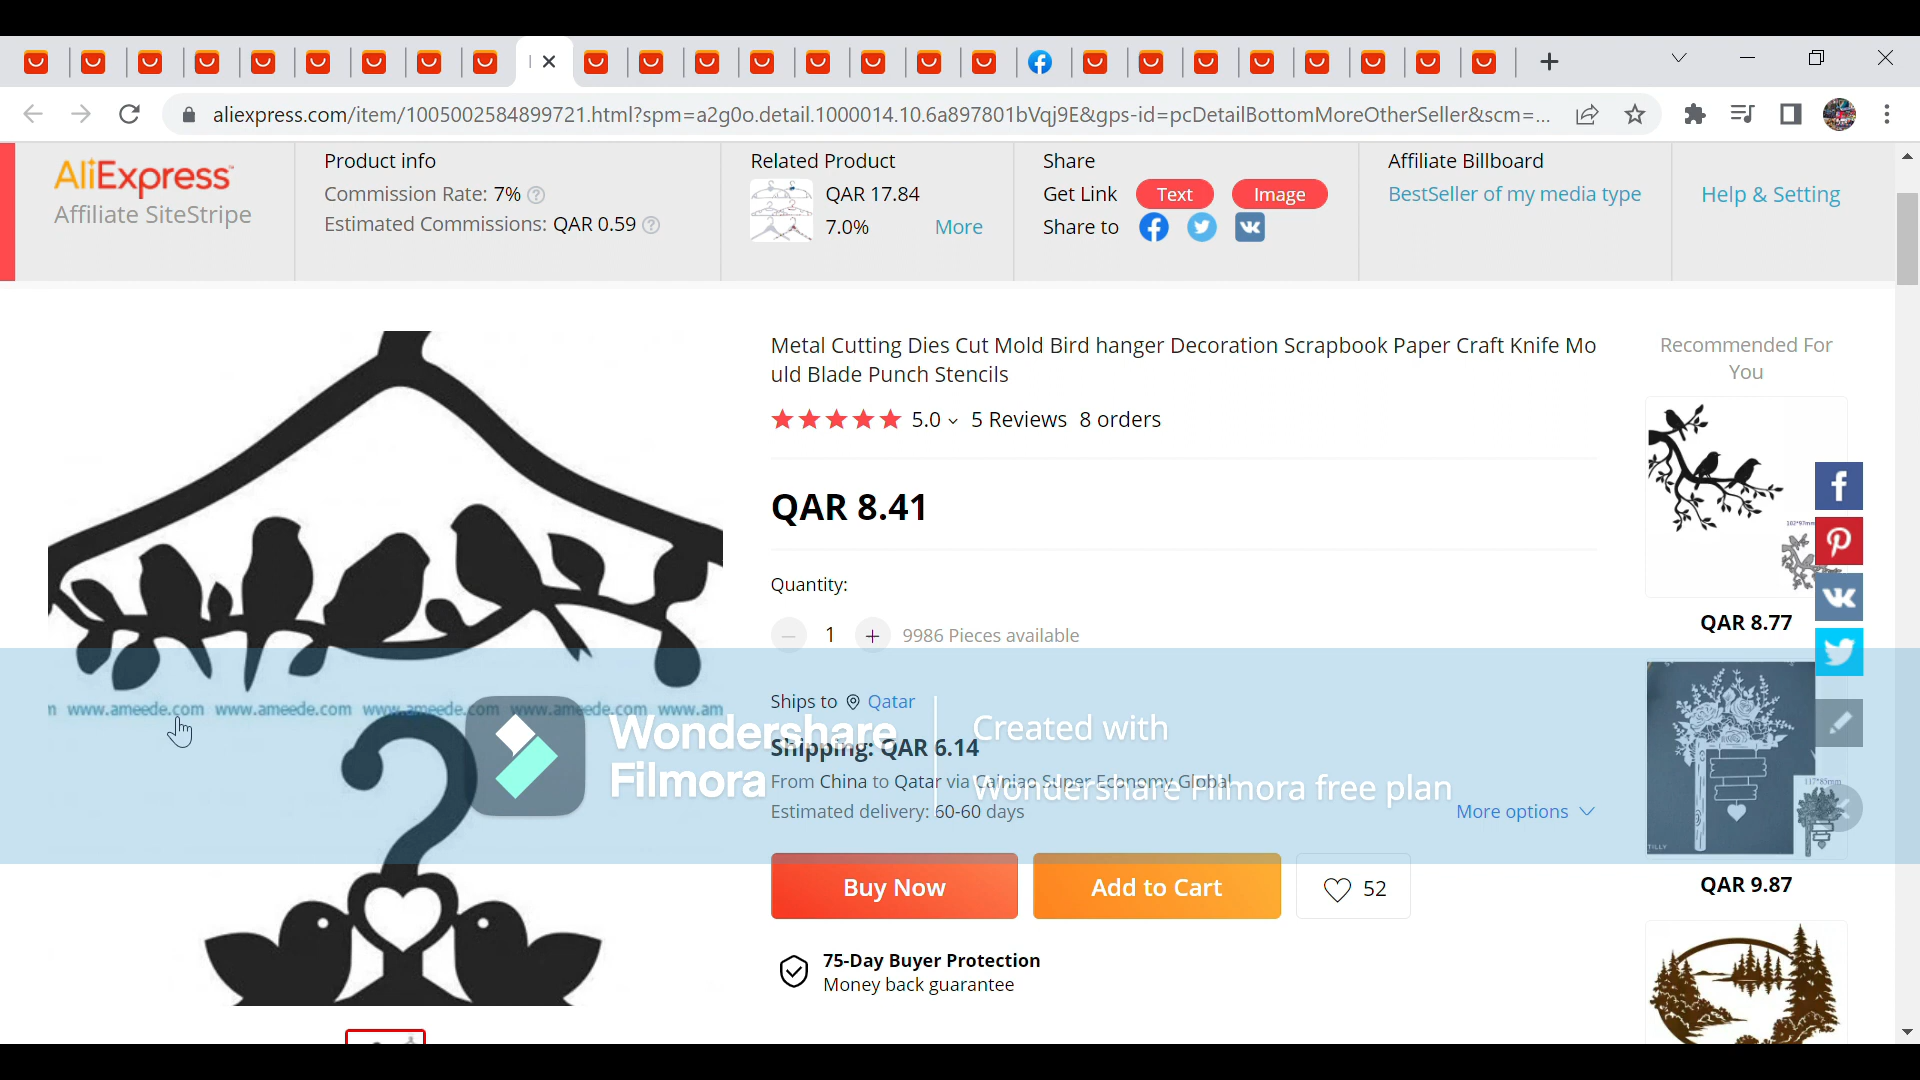 aliexpress.com/item/1005002584899721.html?spm=a2g0o.detail.1000014.10.6a897801bVqj9E&gps-id=pcDetailBottomMoreOtherSeller&scm=...
AliExpress
Affiliate SiteStripe
Product info
Commission Rate: 7% ?
Estimated Commissions: QAR 0.59 ?
Related Product
QAR 17.84
7.0% More
Share
Get Link Text Image
Share to
Affiliate Billboard
BestSeller of my media type
Help & Setting
Metal Cutting Dies Cut Mold Bird hanger Decoration Scrapbook Paper Craft Knife Mo
uld Blade Punch Stencils
5.0 5 Reviews 8 orders
QAR 8.41
Quantity:
1 9986 Pieces available
Ships to Qatar
Shipping: QAR 6.14
From China to Qatar via Cainiao Super Economy Global
Estimated delivery: 60-60 days
More options
Buy Now
Add to Cart
52
75-Day Buyer Protection
Money back guarantee
Recommended For
You
QAR 8.77
117*85mm
TILLY
QAR 9.87
m www.ameede.com www.ameede.com www.ameede.com www.ameede.com www.am
Wondershare
Filmora
Created with
Wondershare Filmora free plan